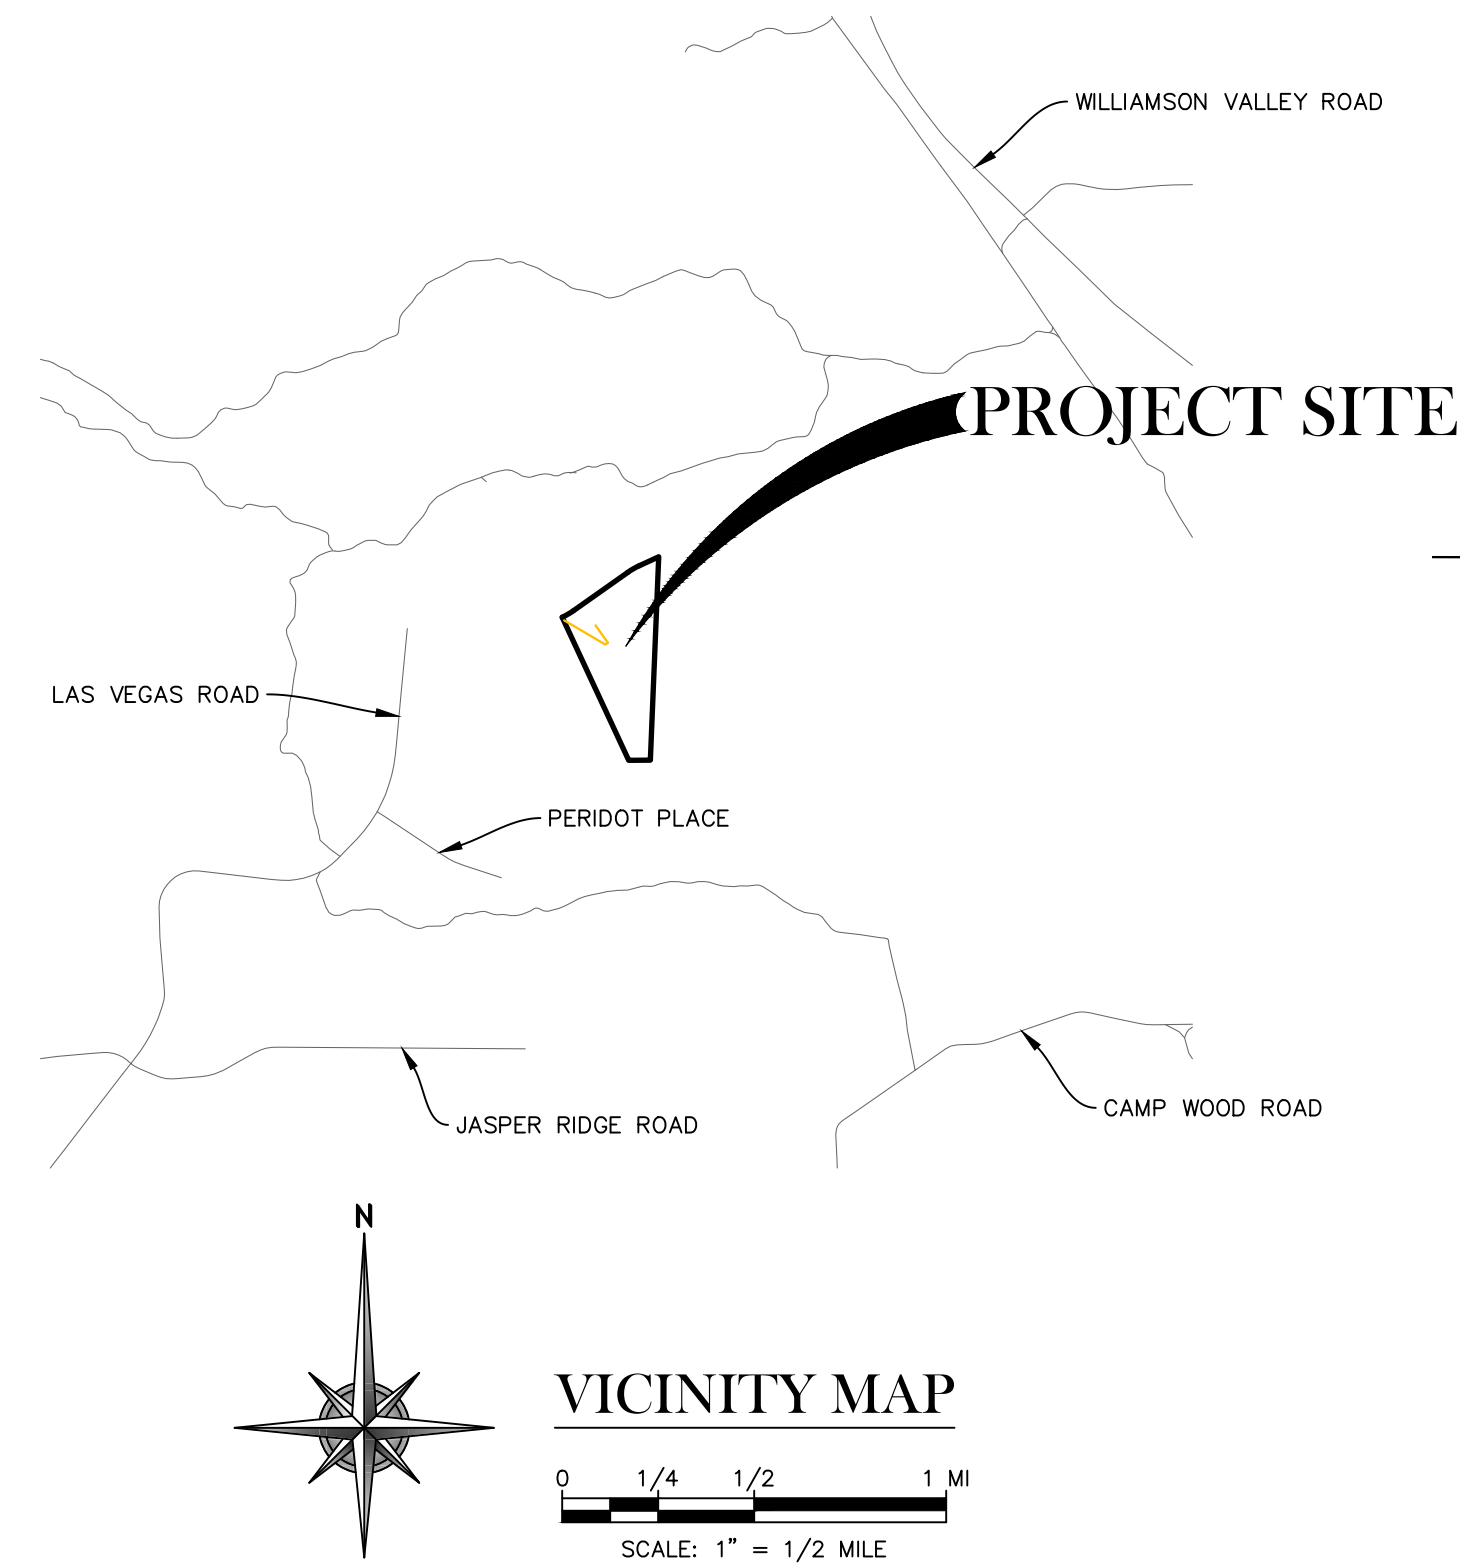 WILLIAMSON VALLEY ROAD
PROJECT SITE
LAS VEGAS ROAD
PERIDOT PLACE
CAMP WOOD ROAD
JASPER RIDGE ROAD
N
VICINITY MAP
0 1/4 1/2 1 MI
SCALE: 1" = 1/2 MILE